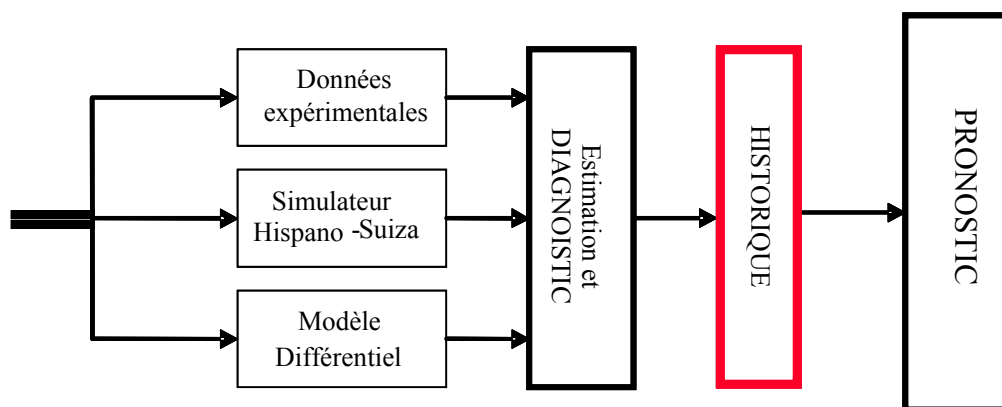 Données
expérimentales
Simulateur
Hispano -Suiza
Modèle
Différentiel
Estimation et
DIAGNOISTIC
HISTORIQUE
PRONOSTIC